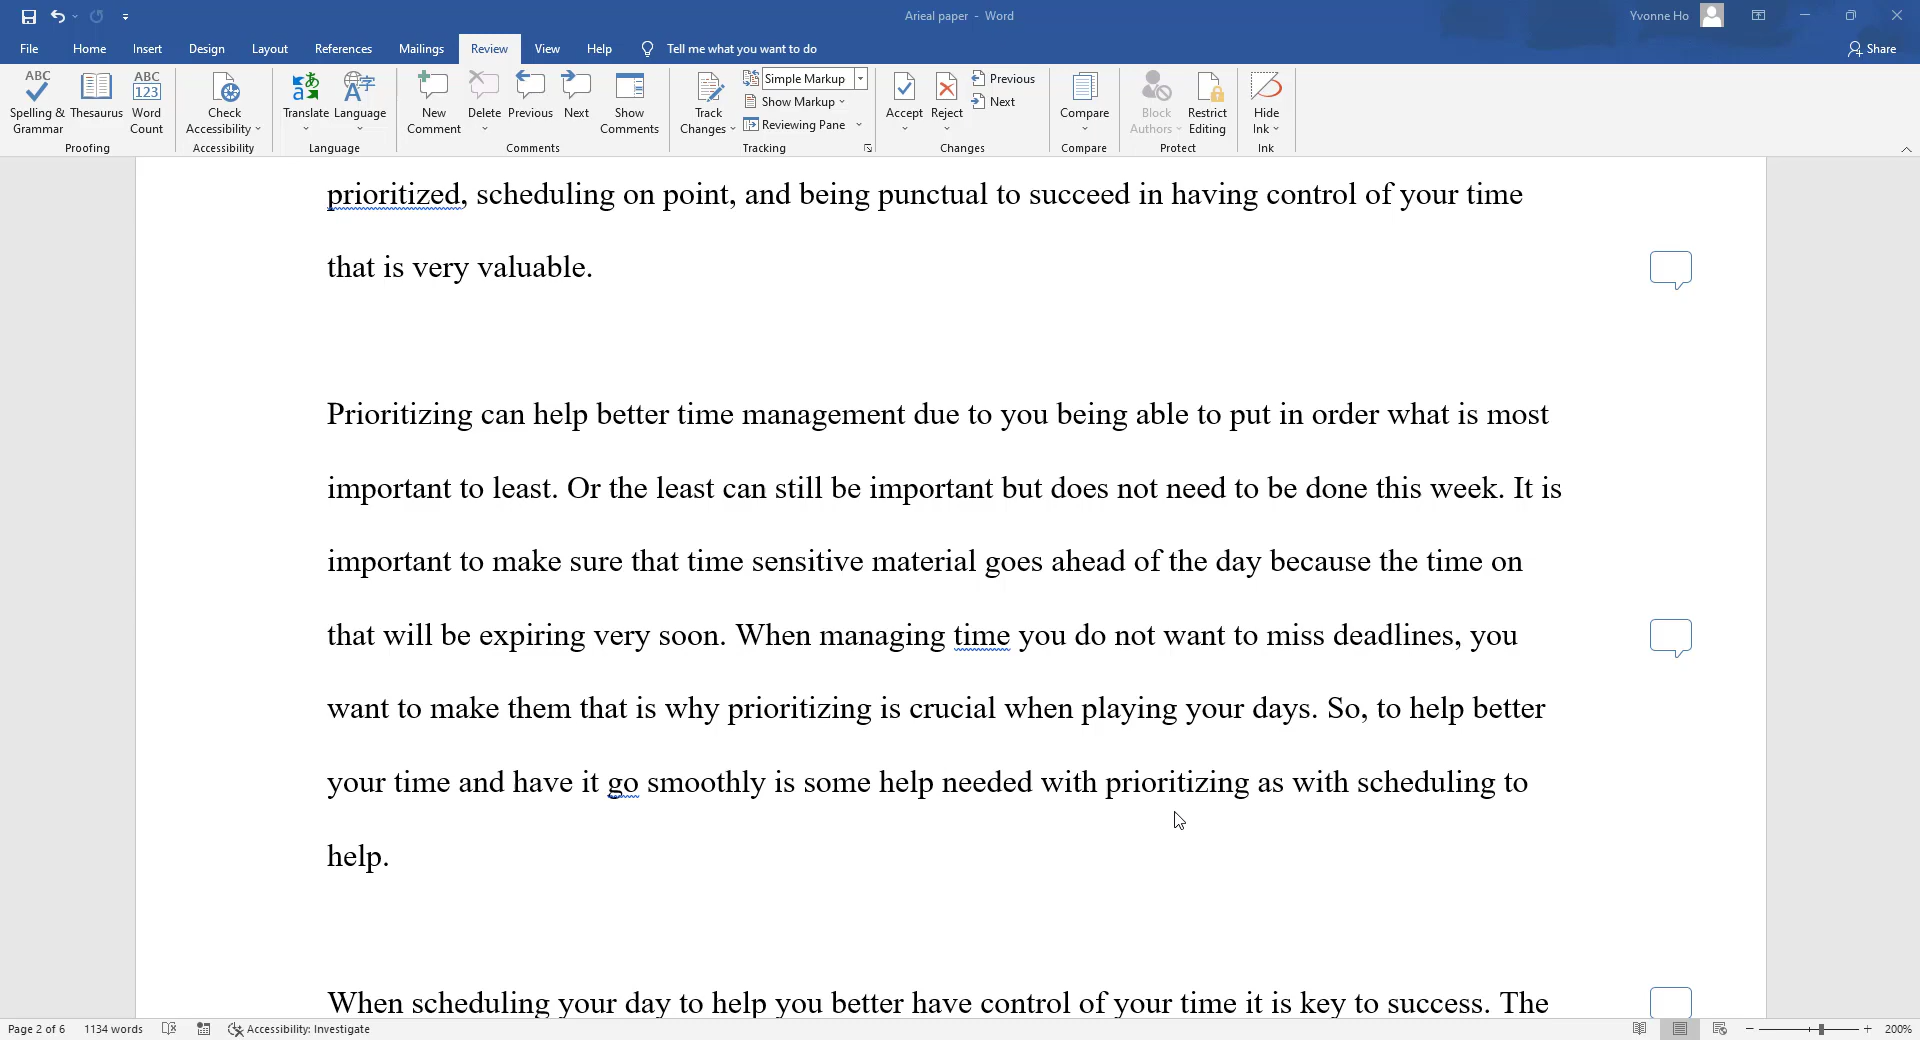 Arieal paper - Word
Yvonne Ho
File Home Insert Design Layout References Mailings Review View Help Tell me what you want to do Share
ABC Spelling & Grammar
Thesaurus
ABC 123 Word Count
Check Accessibility
Translate
Language
New Comment
Delete
Previous
Next
Show Comments
Track Changes
Simple Markup
Show Markup
Reviewing Pane
Accept
Reject
Previous
Next
Compare
Block Authors
Restrict Editing
Hide Ink
Proofing Accessibility Language Comments Tracking Changes Compare Protect Ink
prioritized, scheduling on point, and being punctual to succeed in having control of your time
that is very valuable.
Prioritizing can help better time management due to you being able to put in order what is most
important to least. Or the least can still be important but does not need to be done this week. It is
important to make sure that time sensitive material goes ahead of the day because the time on
that will be expiring very soon. When managing time you do not want to miss deadlines, you
want to make them that is why prioritizing is crucial when playing your days. So, to help better
your time and have it go smoothly is some help needed with prioritizing as with scheduling to
help.
When scheduling your day to help you better have control of your time it is key to success. The
Page 2 of 6 1134 words Accessibility: Investigate 200%